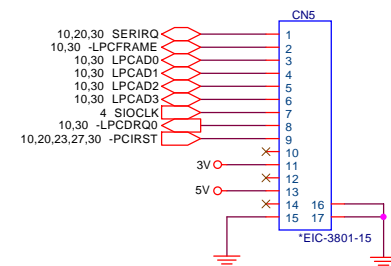 CN5
10,20,30 SERIRQ 1
10,30 -LPCFRAME 2
10,30 LPCAD0 3
10,30 LPCAD1 4
10,30 LPCAD2 5
10,30 LPCAD3 6
4 SIOCLK 7
10,30 -LPCDRQ0 8
10,20,23,27,30 -PCIRST 9
10
3V 11
12
5V 13
14 16
15 17
*EIC-3801-15